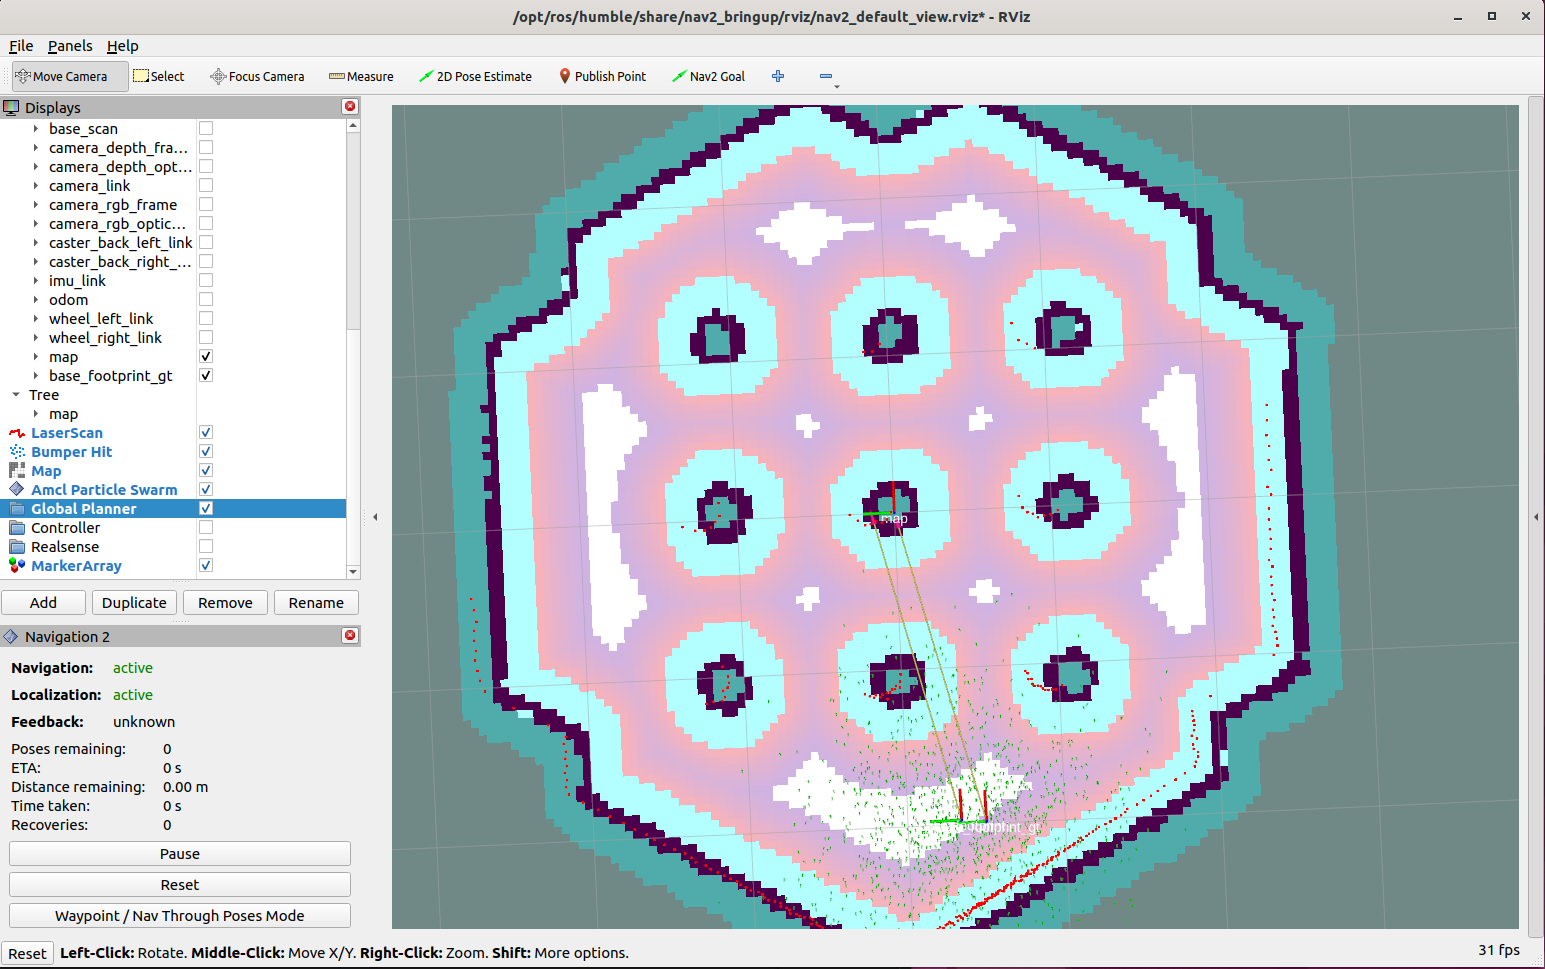 /opt/ros/humble/share/nav2_bringup/rviz/nav2_default_view.rviz* - RViz
File Panels Help
Move Camera Select Focus Camera Measure 2D Pose Estimate Publish Point Nav2 Goal
Displays
base_scan
camera_depth_fra...
camera_depth_opt...
camera_link
camera_rgb_frame
camera_rgb_optic...
caster_back_left_link
caster_back_right_...
imu_link
odom
wheel_left_link
wheel_right_link
map
base_footprint_gt
Tree
map
LaserScan
Bumper Hit
Map
Amcl Particle Swarm
Global Planner
Controller
Realsense
MarkerArray
Add Duplicate Remove Rename
Navigation 2
Navigation: active
Localization: active
Feedback: unknown
Poses remaining: 0
ETA: 0 s
Distance remaining: 0.00 m
Time taken: 0 s
Recoveries: 0
Pause
Reset
Waypoint / Nav Through Poses Mode
map
Reset Left-Click: Rotate. Middle-Click: Move X/Y. Right-Click: Zoom. Shift: More options. 31 fps